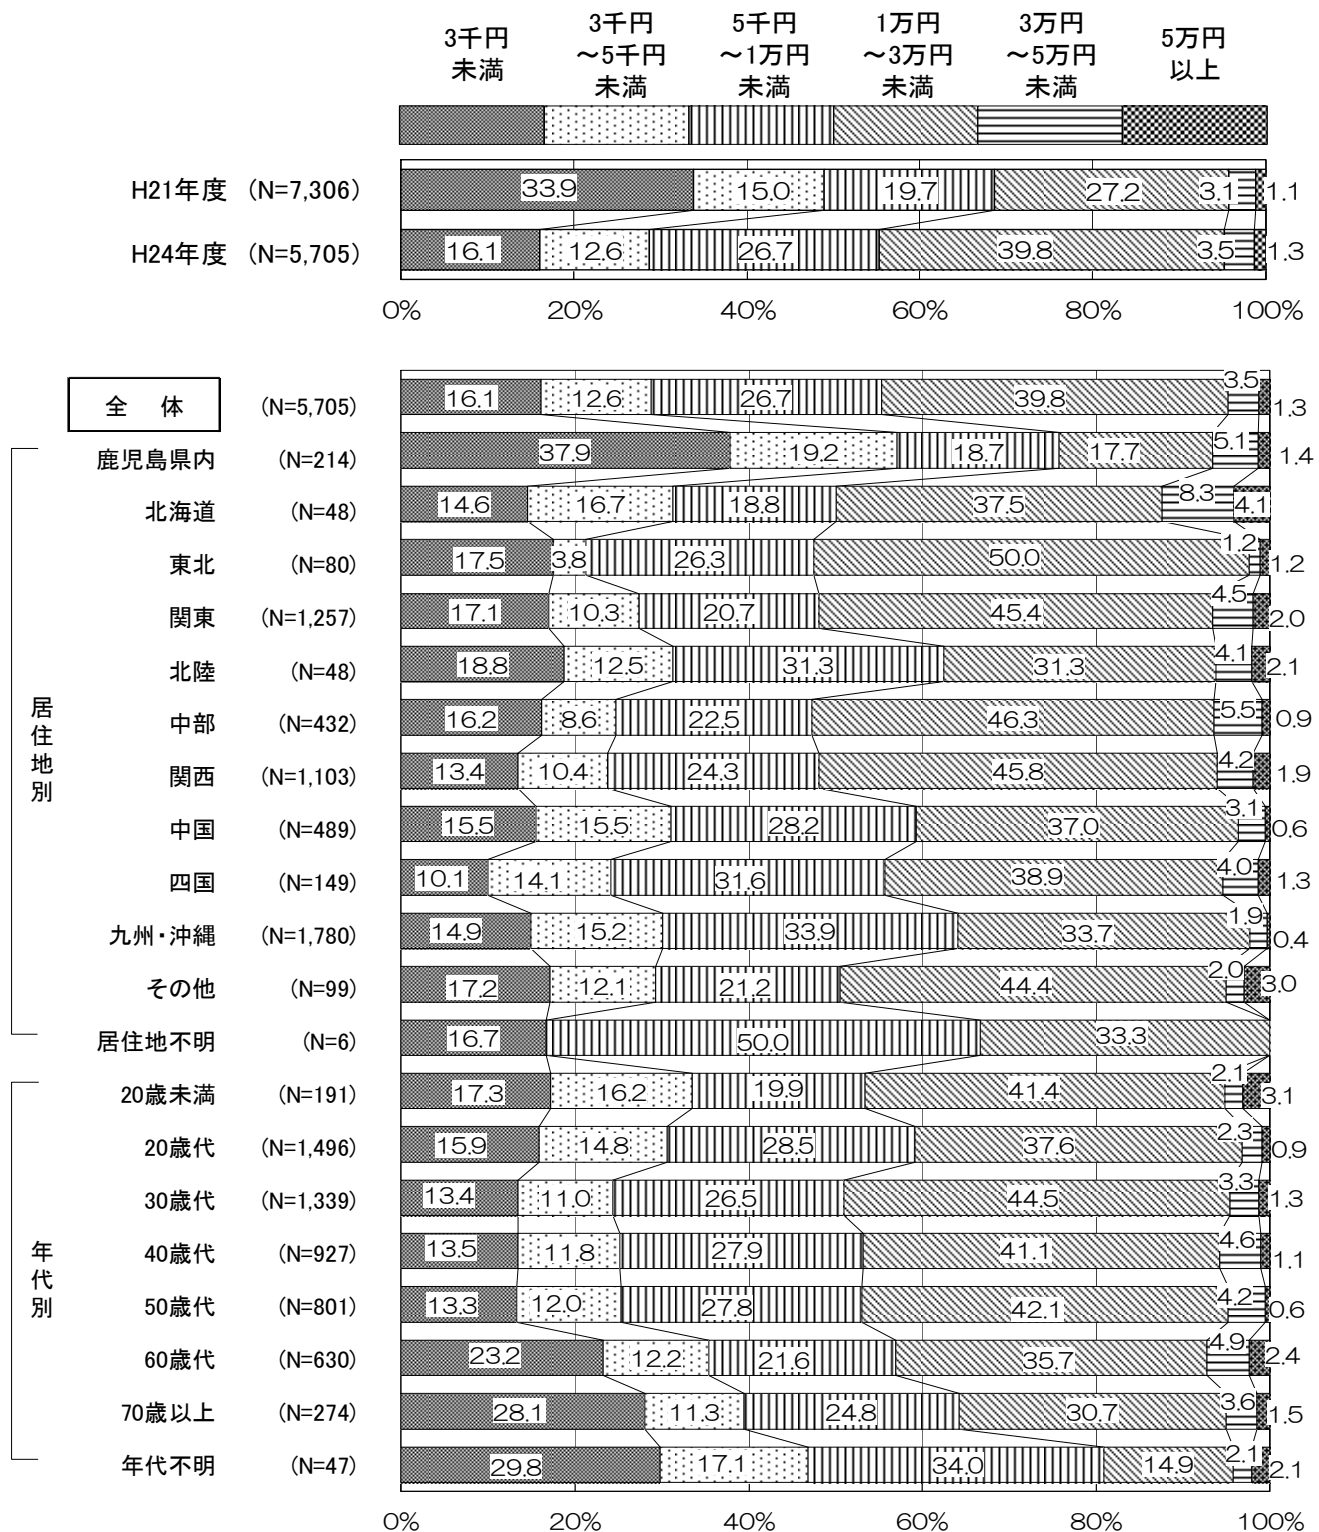 3千円
未満
3千円
～5千円
未満
5千円
～1万円
未満
1万円
～3万円
未満
3万円
～5万円
未満
5万円
以上
H21年度 (N=7,306) 33.9 15.0 19.7 27.2 3.1 1.1
H24年度 (N=5,705) 16.1 12.6 26.7 39.8 3.5 1.3
0% 20% 40% 60% 80% 100%
全 体 (N=5,705) 16.1 12.6 26.7 39.8 3.5 1.3
居住地別
鹿児島県内 (N=214) 37.9 19.2 18.7 17.7 5.1 1.4
北海道 (N=48) 14.6 16.7 18.8 37.5 8.3 4.1
東北 (N=80) 17.5 3.8 26.3 50.0 1.2 1.2
関東 (N=1,257) 17.1 10.3 20.7 45.4 4.5 2.0
北陸 (N=48) 18.8 12.5 31.3 31.3 4.1 2.1
中部 (N=432) 16.2 8.6 22.5 46.3 5.5 0.9
関西 (N=1,103) 13.4 10.4 24.3 45.8 4.2 1.9
中国 (N=489) 15.5 15.5 28.2 37.0 3.1 0.6
四国 (N=149) 10.1 14.1 31.6 38.9 4.0 1.3
九州・沖縄 (N=1,780) 14.9 15.2 33.9 33.7 1.9 0.4
その他 (N=99) 17.2 12.1 21.2 44.4 2.0 3.0
居住地不明 (N=6) 16.7 50.0 33.3
年代別
20歳未満 (N=191) 17.3 16.2 19.9 41.4 2.1 3.1
20歳代 (N=1,496) 15.9 14.8 28.5 37.6 2.3 0.9
30歳代 (N=1,339) 13.4 11.0 26.5 44.5 3.3 1.3
40歳代 (N=927) 13.5 11.8 27.9 41.1 4.6 1.1
50歳代 (N=801) 13.3 12.0 27.8 42.1 4.2 0.6
60歳代 (N=630) 23.2 12.2 21.6 35.7 4.9 2.4
70歳以上 (N=274) 28.1 11.3 24.8 30.7 3.6 1.5
年代不明 (N=47) 29.8 17.1 34.0 14.9 2.1 2.1
0% 20% 40% 60% 80% 100%